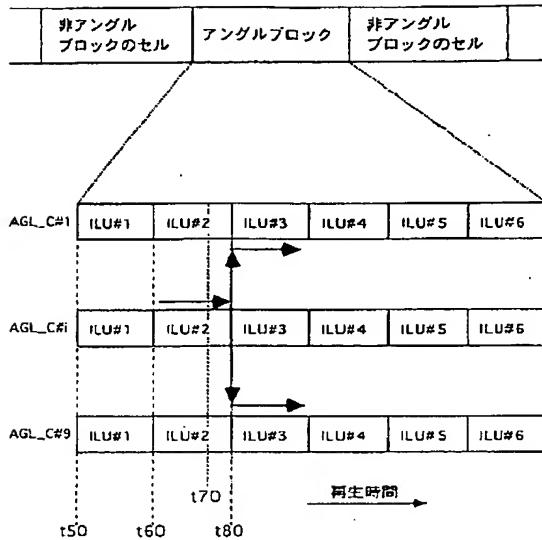 非アングル
ブロックのセル
アングルブロック
非アングル
ブロックのセル
AGL_C#1
ILU#1
ILU#2
ILU#3
ILU#4
ILU#5
ILU#6
AGL_C#i
ILU#1
ILU#2
ILU#3
ILU#4
ILU#5
ILU#6
AGL_C#9
ILU#1
ILU#2
ILU#3
ILU#4
ILU#5
ILU#6
t50
t60
t70
t80
再生時間